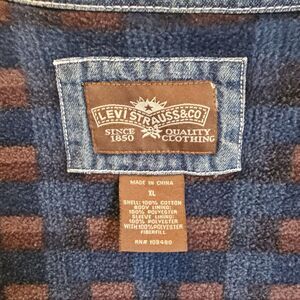 LEVI STRAUSS & CO
SINCE QUALITY
1850 CLOTHING
MADE IN CHINA
XL
SHELL: 100% COTTON
BODY LINING:
100% POLYESTER
SLEEVE LINING:
100% POLYESTER
WITH 100% POLYESTER
FIBERFILL
RN# 103480